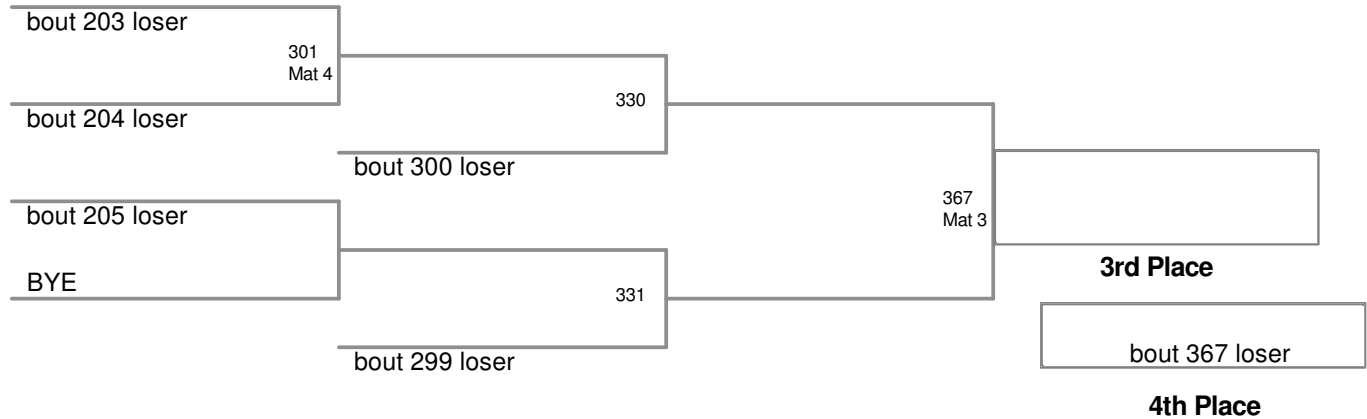 bout 203 loser
301
Mat 4
bout 204 loser
330
bout 300 loser
bout 205 loser
367
Mat 3
BYE
331
3rd Place
bout 299 loser
bout 367 loser
4th Place